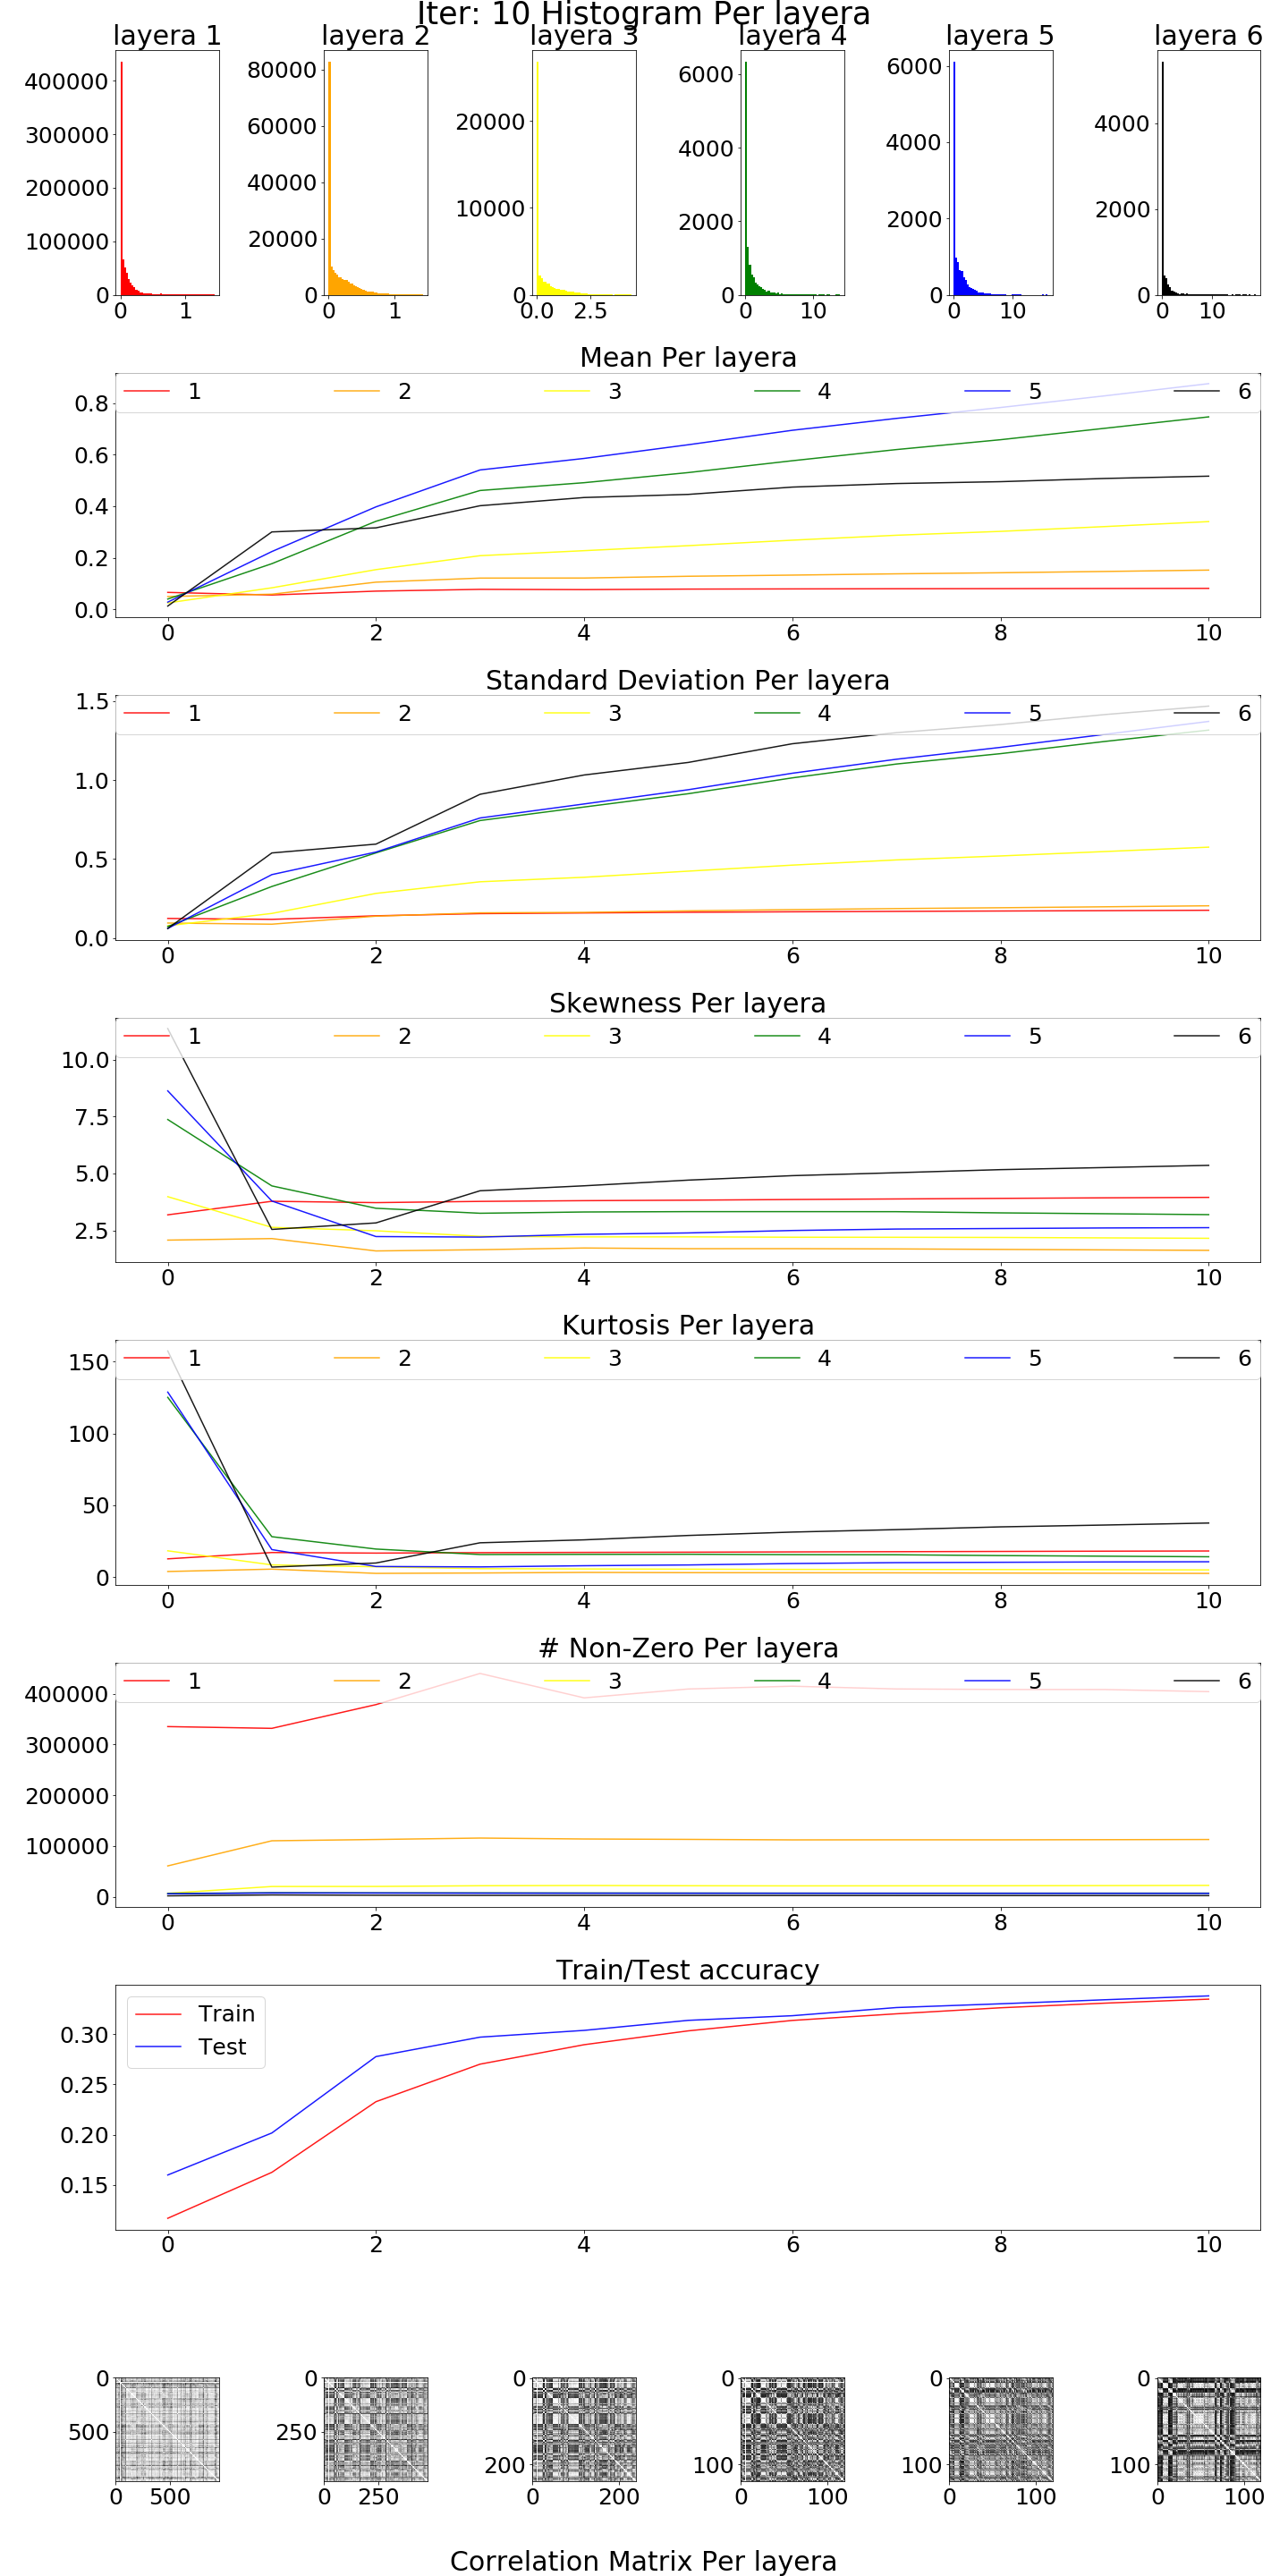 Iter: 10 Histogram Per layera
layera 1 layera 2 layera 3 layera 4 layera 5 layera 6
400000 300000 200000 100000 0
0 1
80000 60000 40000 20000 0
0 1
20000 10000 0
0.0 2.5
6000 4000 2000 0
0 10
6000 4000 2000 0
0 10
4000 2000 0
0 10
Mean Per layera
1 2 3 4 5 6
0.8
0.6
0.4
0.2
0.0
0 2 4 6 8 10
Standard Deviation Per layera
1 2 3 4 5 6
1.5
1.0
0.5
0.0
0 2 4 6 8 10
Skewness Per layera
1 2 3 4 5 6
10.0
7.5
5.0
2.5
0 2 4 6 8 10
Kurtosis Per layera
1 2 3 4 5 6
150
100
50
0
0 2 4 6 8 10
# Non-Zero Per layera
1 2 3 4 5 6
400000
300000
200000
100000
0
0 2 4 6 8 10
Train/Test accuracy
Train
Test
0.30
0.25
0.20
0.15
0 2 4 6 8 10
0 500
0 500
0 250
0 250
0 200
0 200
0 100
0 100
0 100
0 100
0 100
0 100
Correlation Matrix Per layera